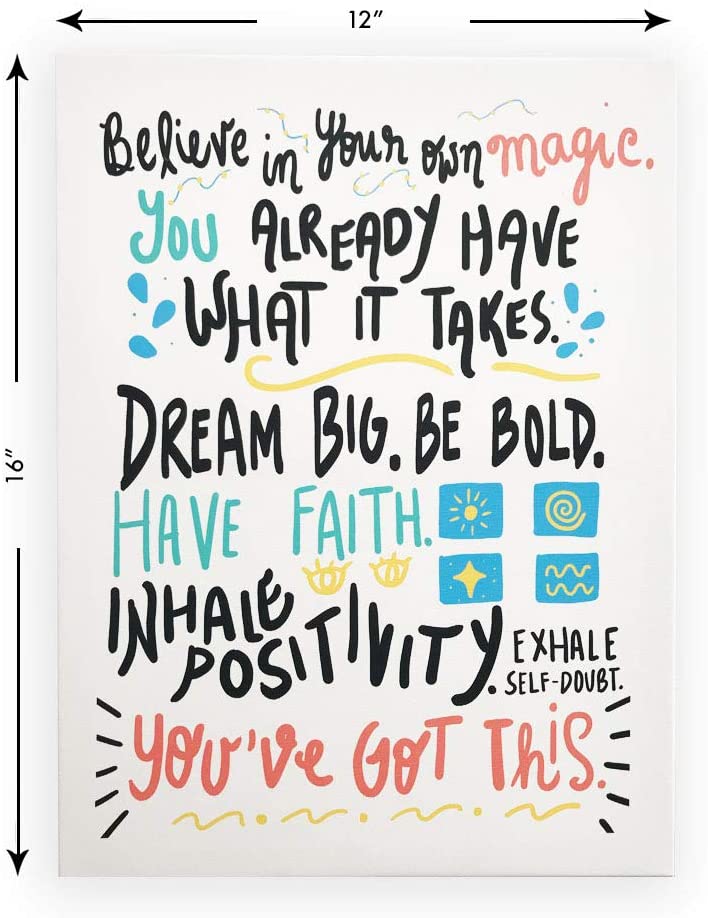 12”
16”
Believe in Your own magic.
You ALREADY HAVE
WHAT IT TAKES.
DREAM BIG. BE BOLD.
HAVE FAITH.
INHALE
POSITIVITY. EXHALE
SELF-DOUBT.
YOU'Ve GOT THiS.